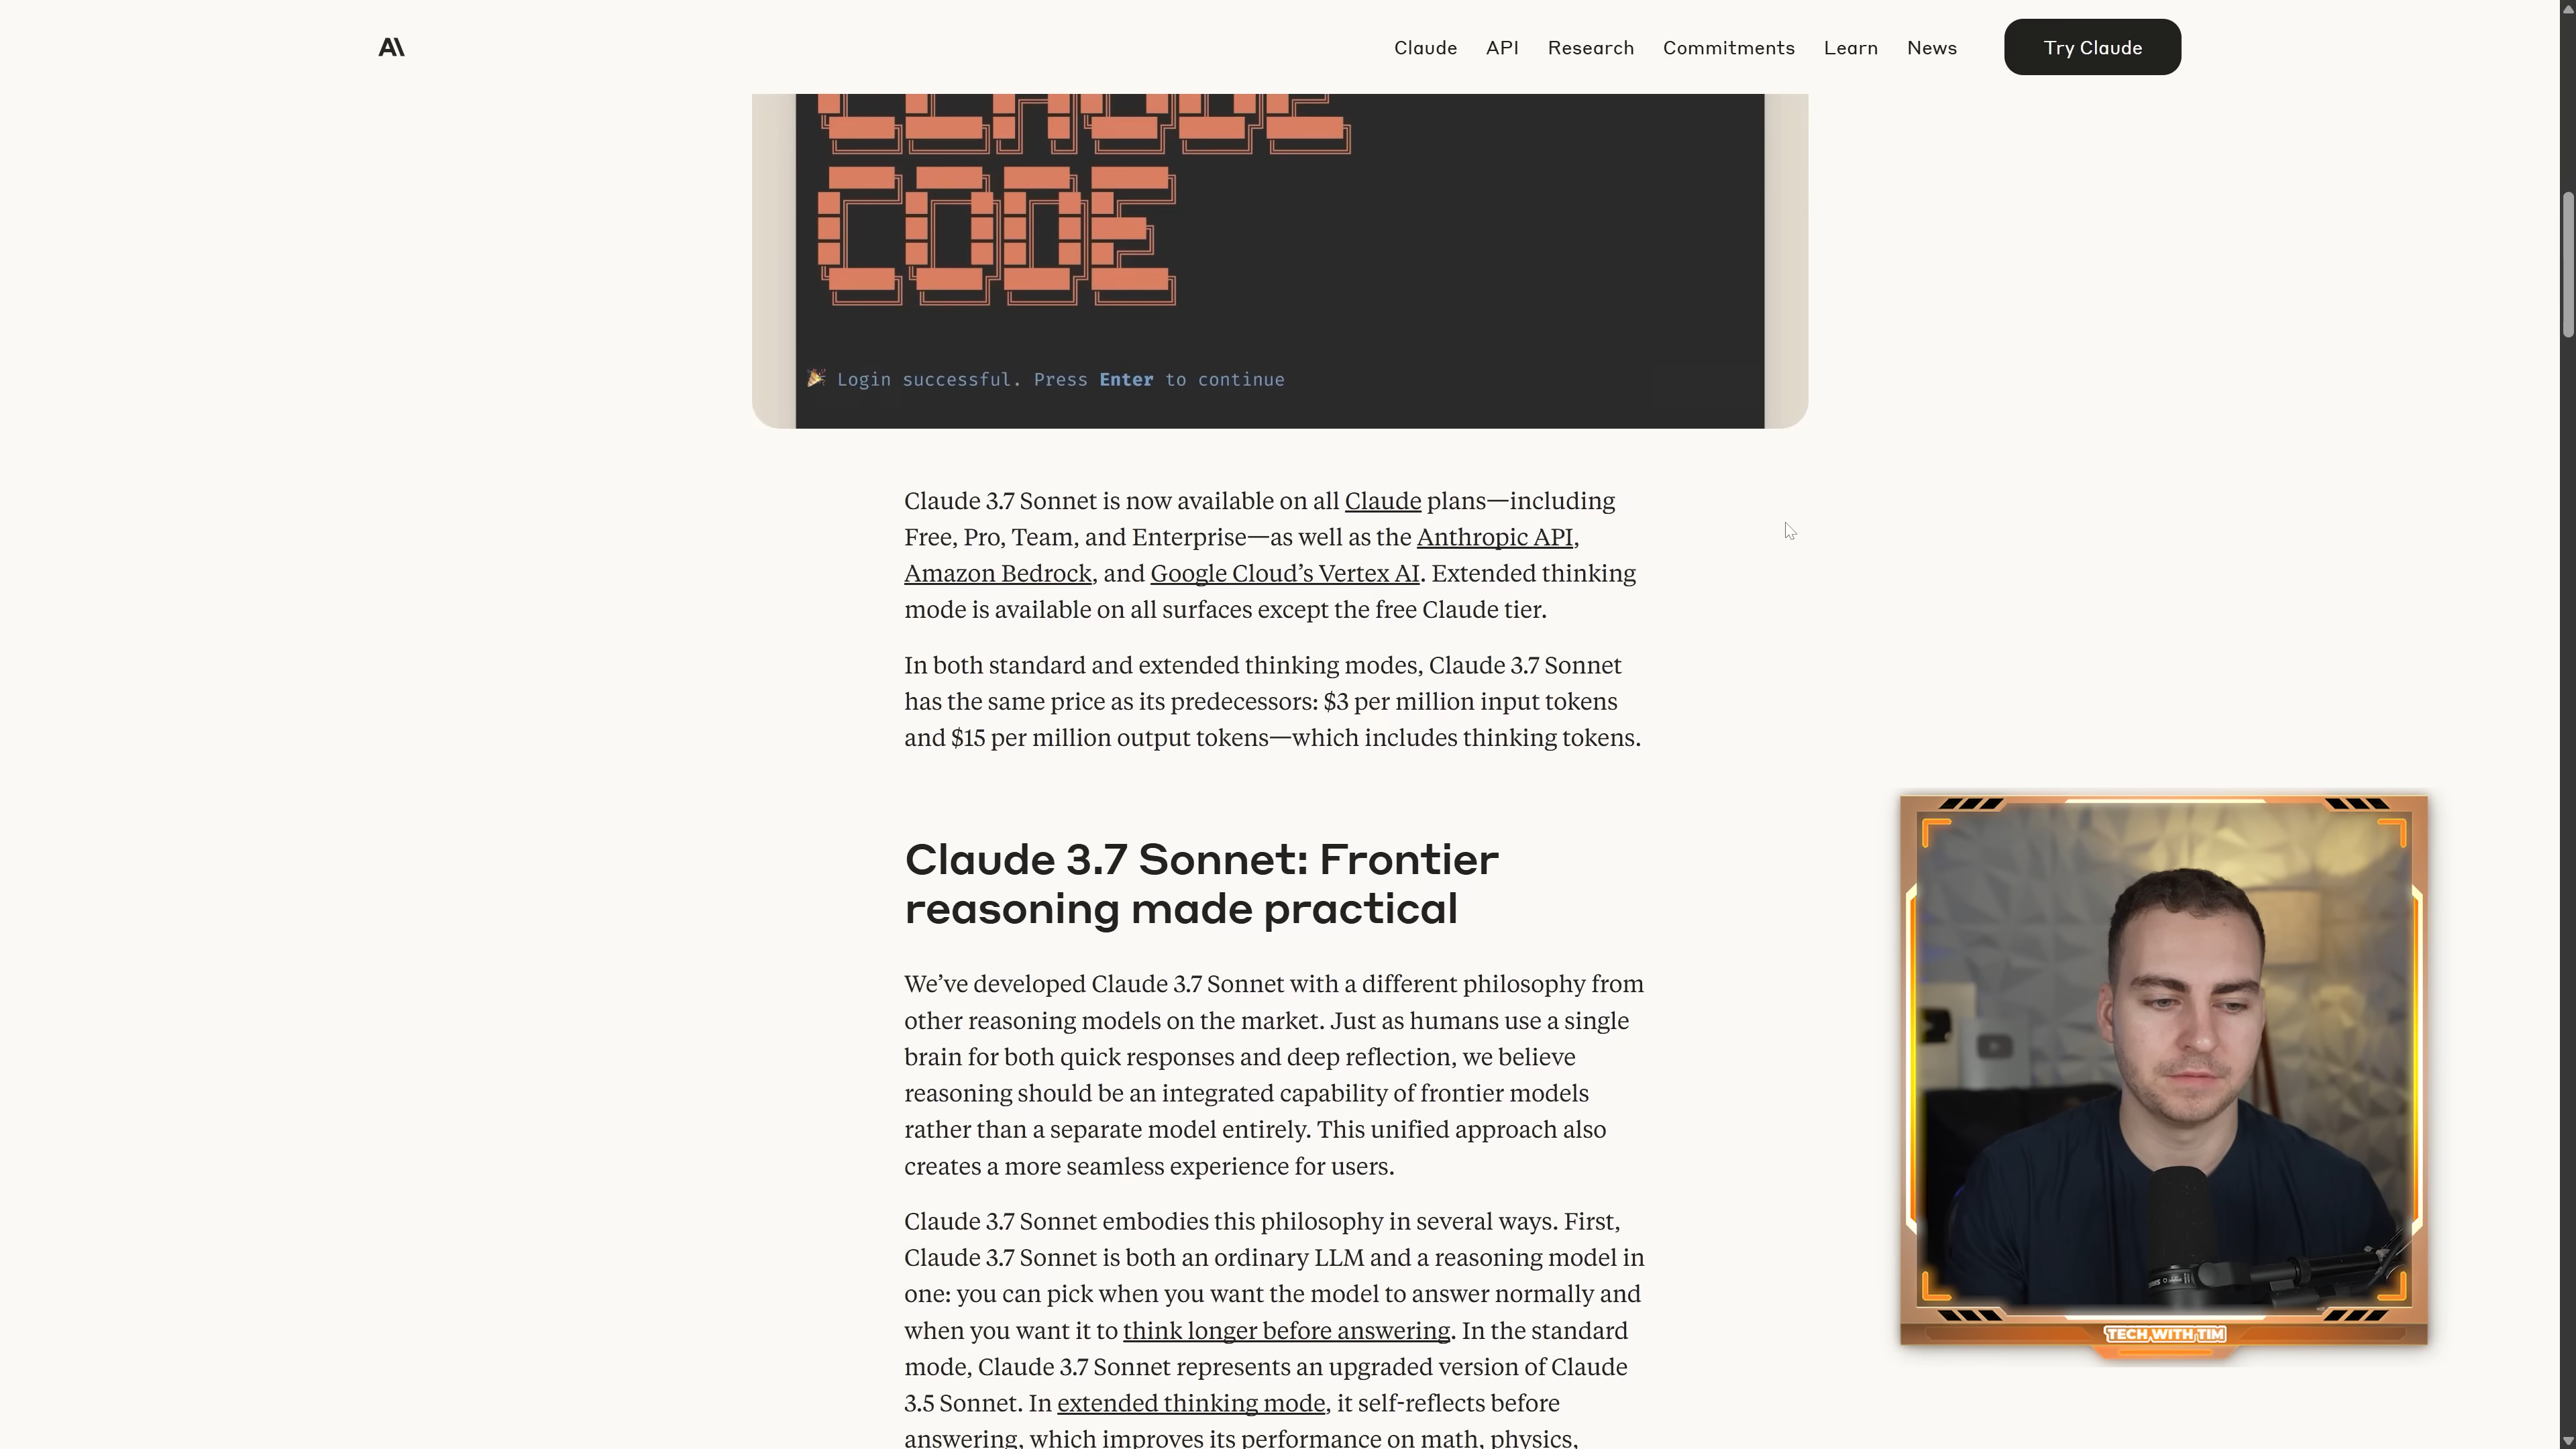 Claude API Research Commitments Learn News Try Claude
CLAUDE
CODE
Login successful. Press Enter to continue
Claude 3.7 Sonnet is now available on all Claude plans—including
Free, Pro, Team, and Enterprise—as well as the Anthropic API,
Amazon Bedrock, and Google Cloud’s Vertex AI. Extended thinking
mode is available on all surfaces except the free Claude tier.
In both standard and extended thinking modes, Claude 3.7 Sonnet
has the same price as its predecessors: $3 per million input tokens
and $15 per million output tokens—which includes thinking tokens.
Claude 3.7 Sonnet: Frontier
reasoning made practical
We’ve developed Claude 3.7 Sonnet with a different philosophy from
other reasoning models on the market. Just as humans use a single
brain for both quick responses and deep reflection, we believe
reasoning should be an integrated capability of frontier models
rather than a separate model entirely. This unified approach also
creates a more seamless experience for users.
Claude 3.7 Sonnet embodies this philosophy in several ways. First,
Claude 3.7 Sonnet is both an ordinary LLM and a reasoning model in
one: you can pick when you want the model to answer normally and
when you want it to think longer before answering. In the standard
mode, Claude 3.7 Sonnet represents an upgraded version of Claude
3.5 Sonnet. In extended thinking mode, it self-reflects before
answering, which improves its performance on math, physics,
TECH WITH TIM